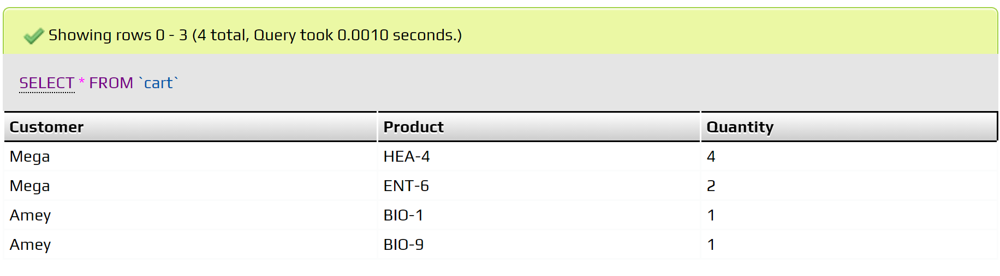 Showing rows 0 - 3 (4 total, Query took 0.0010 seconds.)
SELECT * FROM `cart`
Customer Product Quantity
Mega HEA-4 4
Mega ENT-6 2
Amey BIO-1 1
Amey BIO-9 1